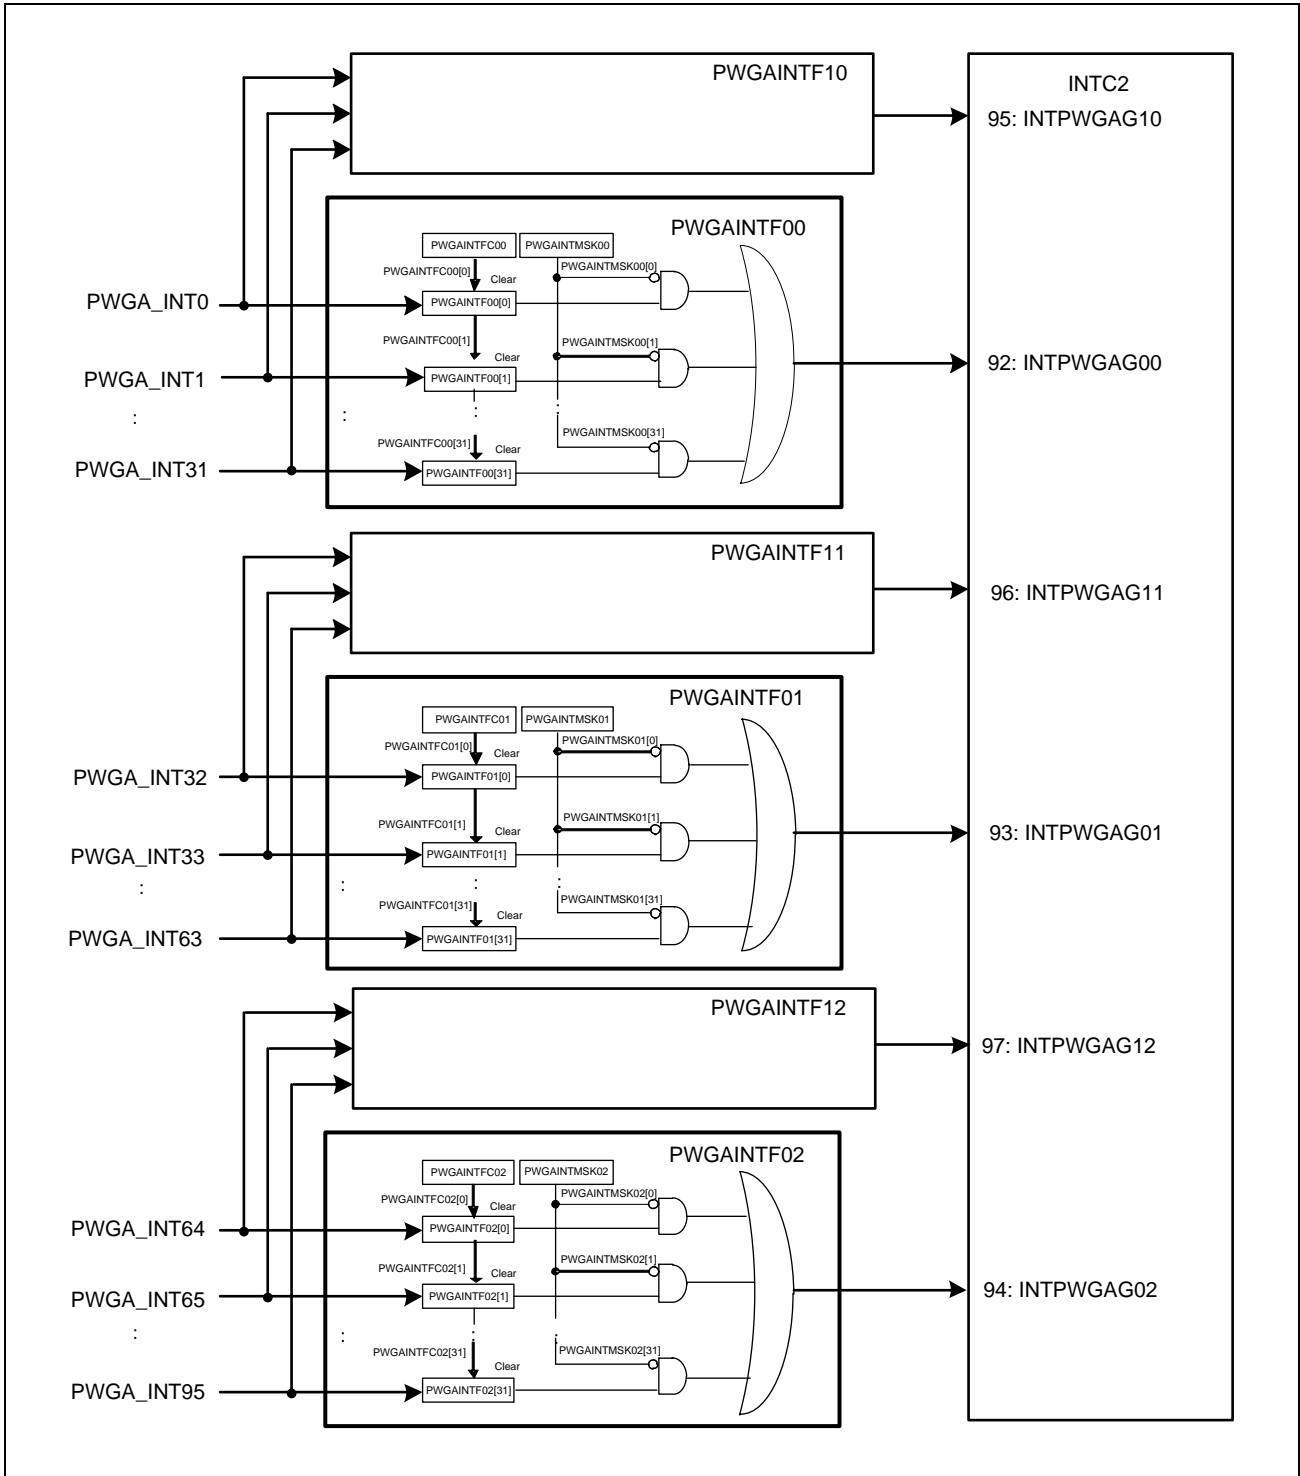 PWGAINTF10
INTC2
95: INTPWGAG10
PWGAINTF00
PWGAINTFC00
PWGAINTMSK00
PWGAINTFC00[0]
Clear
PWGAINTMSK00[0]
PWGA_INT0
PWGAINTF00[0]
PWGAINTFC00[1]
Clear
PWGAINTMSK00[1]
92: INTPWGAG00
PWGA_INT1
PWGAINTF00[1]
:
:
:
:
PWGAINTFC00[31]
Clear
PWGAINTMSK00[31]
PWGA_INT31
PWGAINTF00[31]
PWGAINTF11
96: INTPWGAG11
PWGAINTF01
PWGAINTFC01
PWGAINTMSK01
PWGAINTFC01[0]
Clear
PWGAINTMSK01[0]
PWGA_INT32
PWGAINTF01[0]
PWGAINTFC01[1]
Clear
PWGAINTMSK01[1]
93: INTPWGAG01
PWGA_INT33
PWGAINTF01[1]
:
:
:
:
PWGAINTFC01[31]
Clear
PWGAINTMSK01[31]
PWGA_INT63
PWGAINTF01[31]
PWGAINTF12
97: INTPWGAG12
PWGAINTF02
PWGAINTFC02
PWGAINTMSK02
PWGAINTFC02[0]
Clear
PWGAINTMSK02[0]
PWGA_INT64
PWGAINTF02[0]
PWGAINTFC02[1]
Clear
PWGAINTMSK02[1]
94: INTPWGAG02
PWGA_INT65
PWGAINTF02[1]
:
:
:
:
PWGAINTFC02[31]
Clear
PWGAINTMSK02[31]
PWGA_INT95
PWGAINTF02[31]